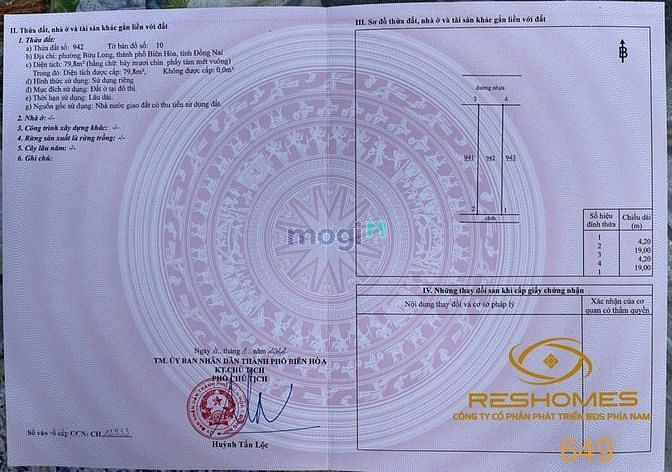 II. Thửa đất, nhà ở và tài sản khác gắn liền với đất
1. Thửa đất:
a) Thửa đất số: 942 Tờ bản đồ số: 10
b) Địa chỉ: phường Bửu Long, thành phố Biên Hòa, tỉnh Đồng Nai
c) Diện tích: 79,8m² (bằng chữ: bảy mươi chín phẩy tám mét vuông)
Trong đó: Diện tích được cấp: 79,8m², Không được cấp: 0,0m²
d) Hình thức sử dụng: Sử dụng riêng
đ) Mục đích sử dụng: Đất ở tại đô thị.
e) Thời hạn sử dụng: Lâu dài.
g) Nguồn gốc sử dụng: Nhà nước giao đất có thu tiền sử dụng đất.
2. Nhà ở: -/-
3. Công trình xây dựng khác: -/-
4. Rừng sản xuất là rừng trồng: -/-
5. Cây lâu năm: -/-
6. Ghi chú:
Ngày tháng năm
TM. ỦY BAN NHÂN DÂN THÀNH PHỐ BIÊN HÒA
KT.CHỦ TỊCH
PHÓ CHỦ TỊCH
Huỳnh Tấn Lộc
Số vào sổ cấp GCN: CH
III. Sơ đồ thửa đất, nhà ở và tài sản khác gắn liền với đất
B
đường nhựa
3 4
941 942 943
2 1
Số hiệu đỉnh thửa Chiều dài (m)
1
4,20
2
19,00
3
4,20
4
19,00
1
IV. Những thay đổi sau khi cấp giấy chứng nhận
Nội dung thay đổi và cơ sở pháp lý
Xác nhận của cơ
quan có thẩm quyền
mogi
RESHOMES
CÔNG TY CỔ PHẦN PHÁT TRIỂN BĐS PHÍA NAM
649